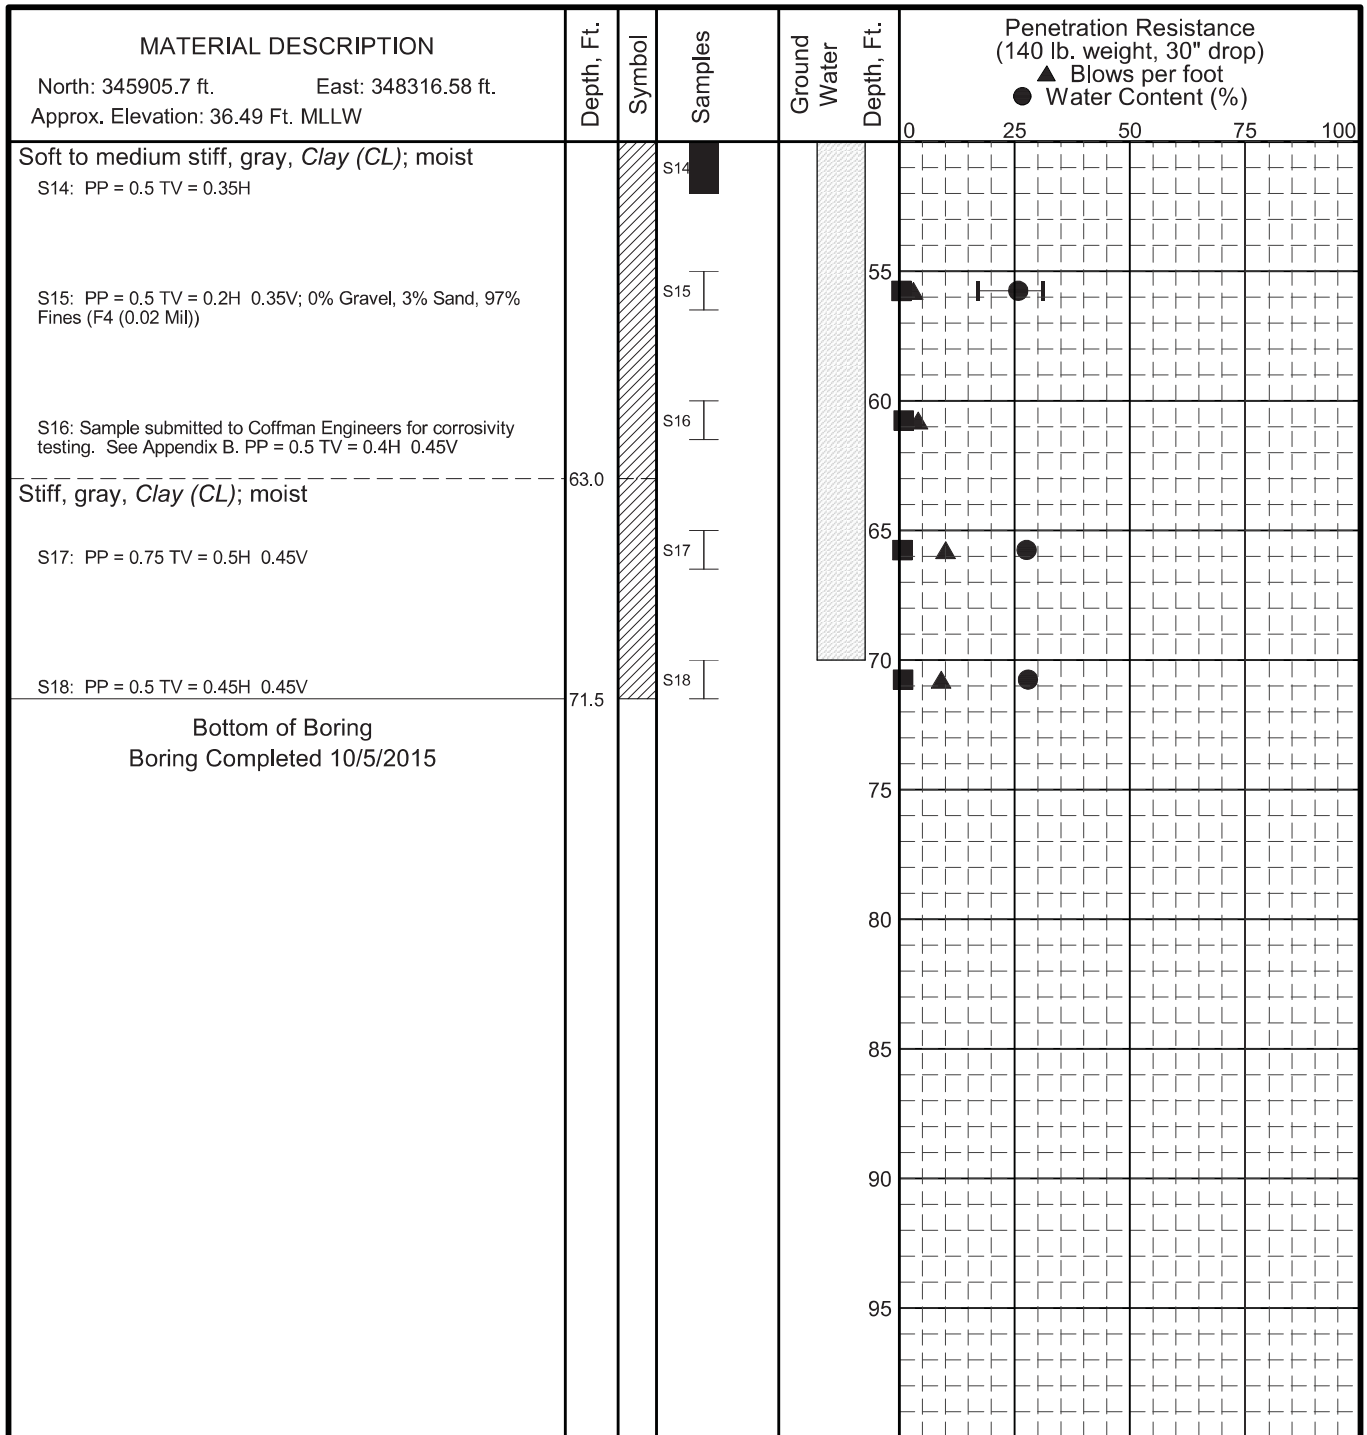 MATERIAL DESCRIPTION
North: 345905.7 ft. East: 348316.58 ft.
Approx. Elevation: 36.49 Ft. MLLW
Depth, Ft.
Symbol
Samples
Ground
Water
Depth, Ft.
Penetration Resistance
(140 lb. weight, 30" drop)
▲ Blows per foot
● Water Content (%)
0 25 50 75 100
Soft to medium stiff, gray, Clay (CL); moist
S14: PP = 0.5 TV = 0.35H
S14
55
S15: PP = 0.5 TV = 0.2H 0.35V; 0% Gravel, 3% Sand, 97%
Fines (F4 (0.02 Mil))
S15
60
S16: Sample submitted to Coffman Engineers for corrosivity
testing. See Appendix B. PP = 0.5 TV = 0.4H 0.45V
S16
63.0
Stiff, gray, Clay (CL); moist
65
S17: PP = 0.75 TV = 0.5H 0.45V
S17
70
S18: PP = 0.5 TV = 0.45H 0.45V
S18
71.5
Bottom of Boring
Boring Completed 10/5/2015
75
80
85
90
95